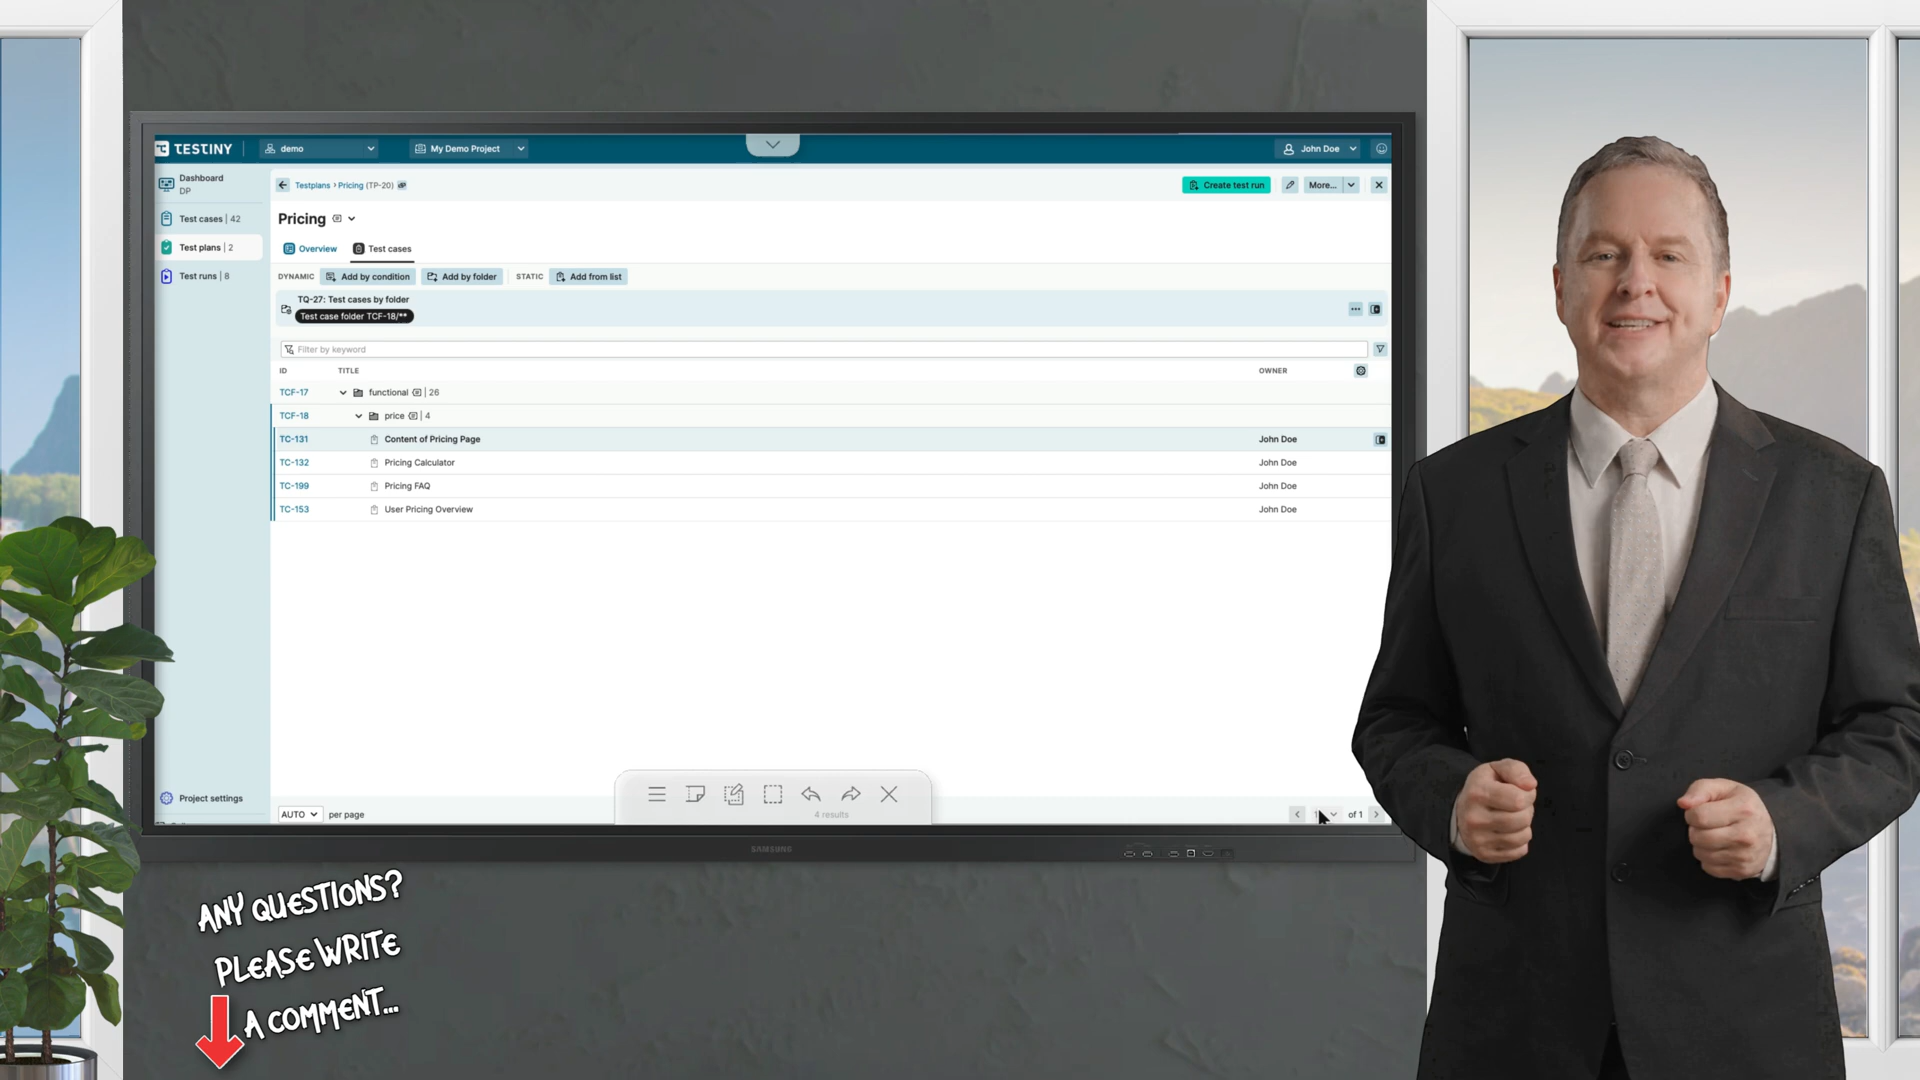 TESTINY
demo
My Demo Project
John Doe
Dashboard
DP
Test cases | 42
Test plans | 2
Test runs | 8
Testplans > Pricing (TP-20)
Create test run
More...
Pricing
Overview
Test cases
DYNAMIC
Add by condition
Add by folder
STATIC
Add from list
TQ-27: Test cases by folder
Test case folder TCF-18/**
Filter by keyword
ID TITLE OWNER
TCF-17 functional | 26
TCF-18 price | 4
TC-131 Content of Pricing Page John Doe
TC-132 Pricing Calculator John Doe
TC-199 Pricing FAQ John Doe
TC-153 User Pricing Overview John Doe
Project settings
AUTO per page
4 results
of 1
SAMSUNG
ANY QUESTIONS?
PLEASE WRITE
A COMMENT...